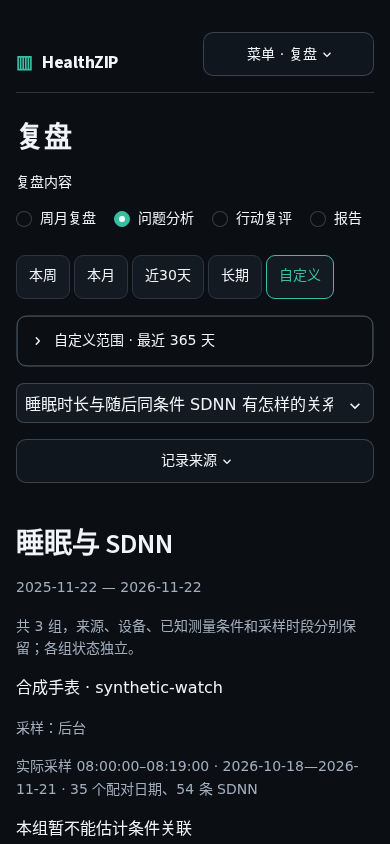 HealthZIP
菜单 · 复盘
复盘
复盘内容
周月复盘 问题分析 行动复评 报告
本周 本月 近30天 长期 自定义
自定义范围 · 最近 365 天
睡眠时长与随后同条件 SDNN 有怎样的关系
记录来源
睡眠与 SDNN
2025-11-22 — 2026-11-22
共 3 组，来源、设备、已知测量条件和采样时段分别保
留；各组状态独立。
合成手表 · synthetic-watch
采样：后台
实际采样 08:00:00–08:19:00 · 2026-10-18—2026-
11-21 · 35 个配对日期、54 条 SDNN
本组暂不能估计条件关联